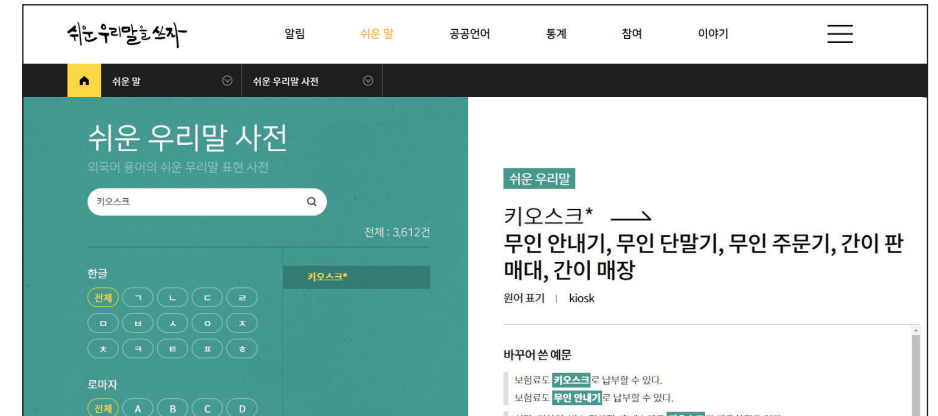 쉬운 우리말을 쓰자
알림 쉬운 말 공공언어 통계 참여 이야기
쉬운 말 쉬운 우리말 사전
쉬운 우리말 사전
외국어 용어의 쉬운 우리말 표현 사전
키오스크
전체 : 3,612건
한글
전체 ㄱ ㄴ ㄷ ㄹ
ㅁ ㅂ ㅅ ㅇ ㅈ
ㅊ ㅋ ㅌ ㅍ ㅎ
로마자
전체 A B C D
키오스크*
쉬운 우리말
키오스크*
무인 안내기, 무인 단말기, 무인 주문기, 간이 판
매대, 간이 매장
원어 표기 | kiosk
바꾸어 쓴 예문
보험료도 키오스크로 납부할 수 있다.
보험료도 무인 안내기로 납부할 수 있다.